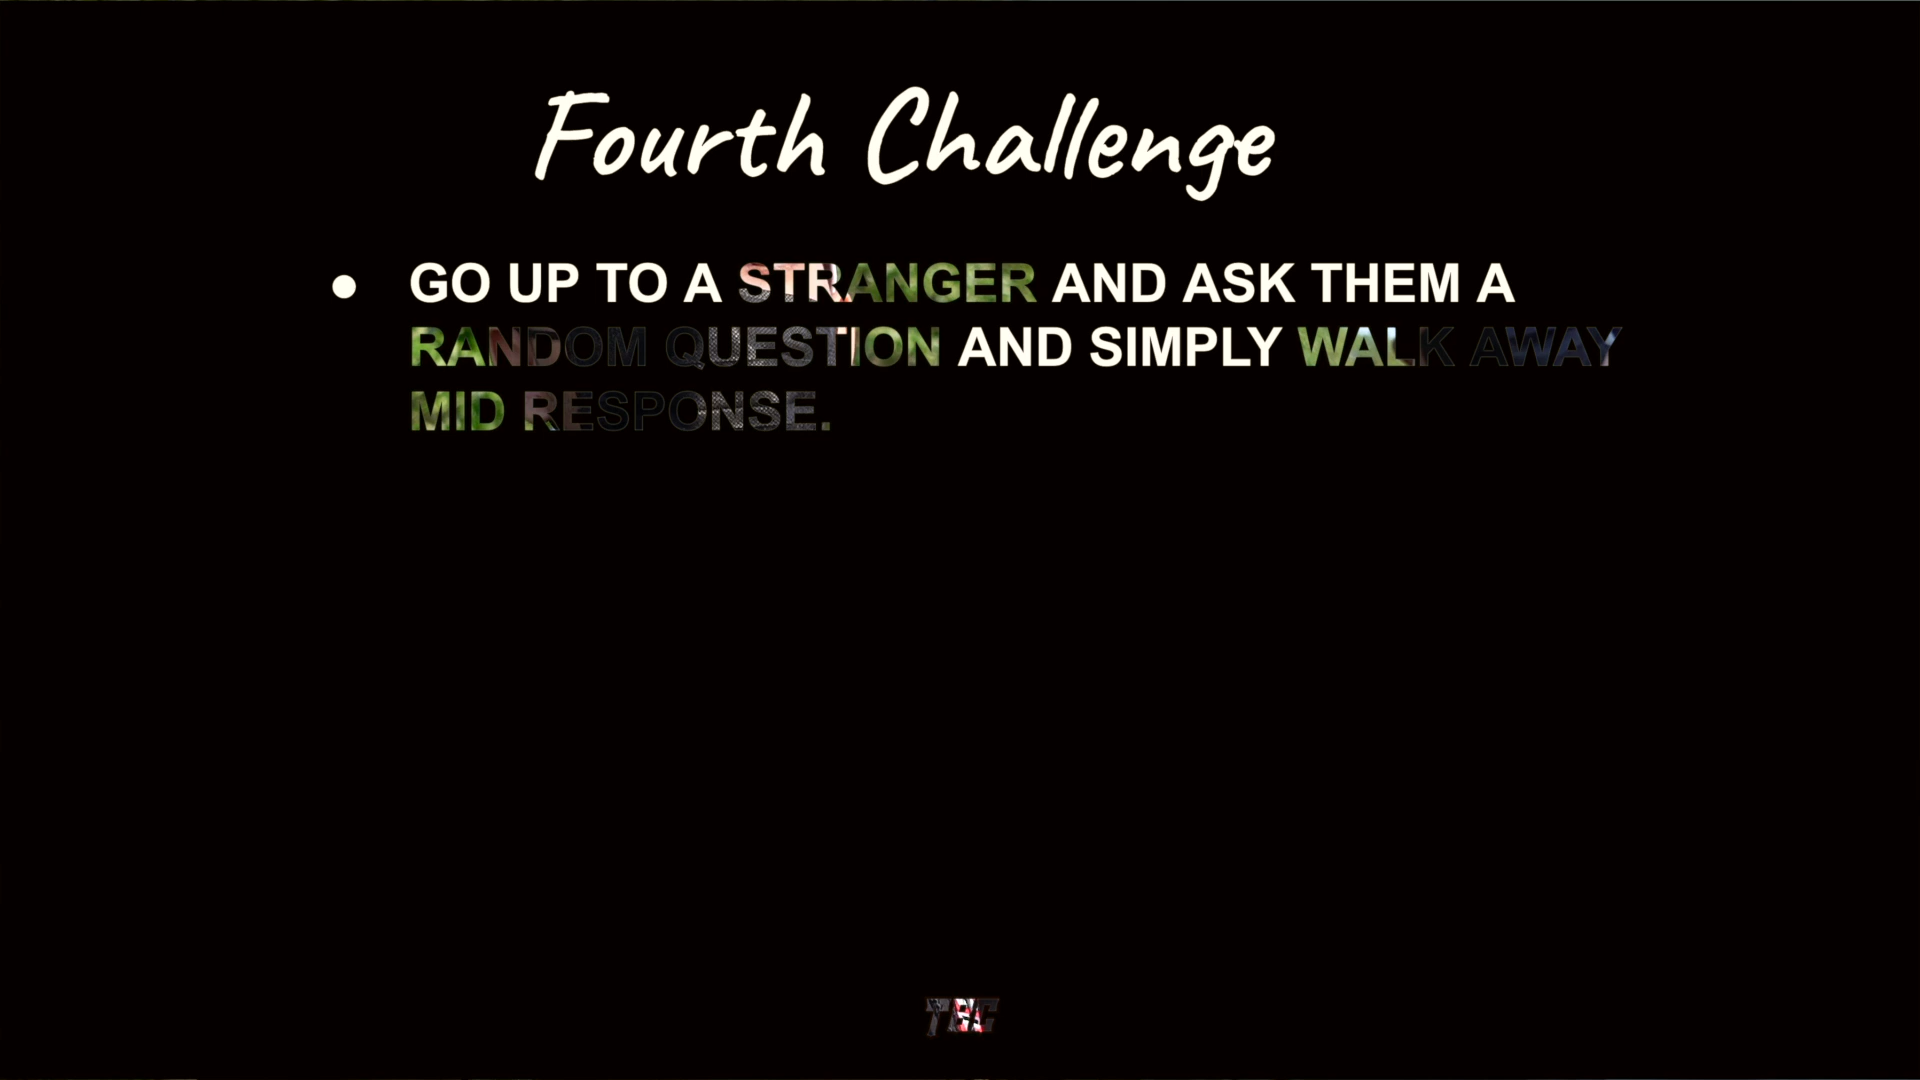 Fourth Challenge
● GO UP TO A STRANGER AND ASK THEM A
RANDOM QUESTION AND SIMPLY WALK AWAY
MID RESPONSE.